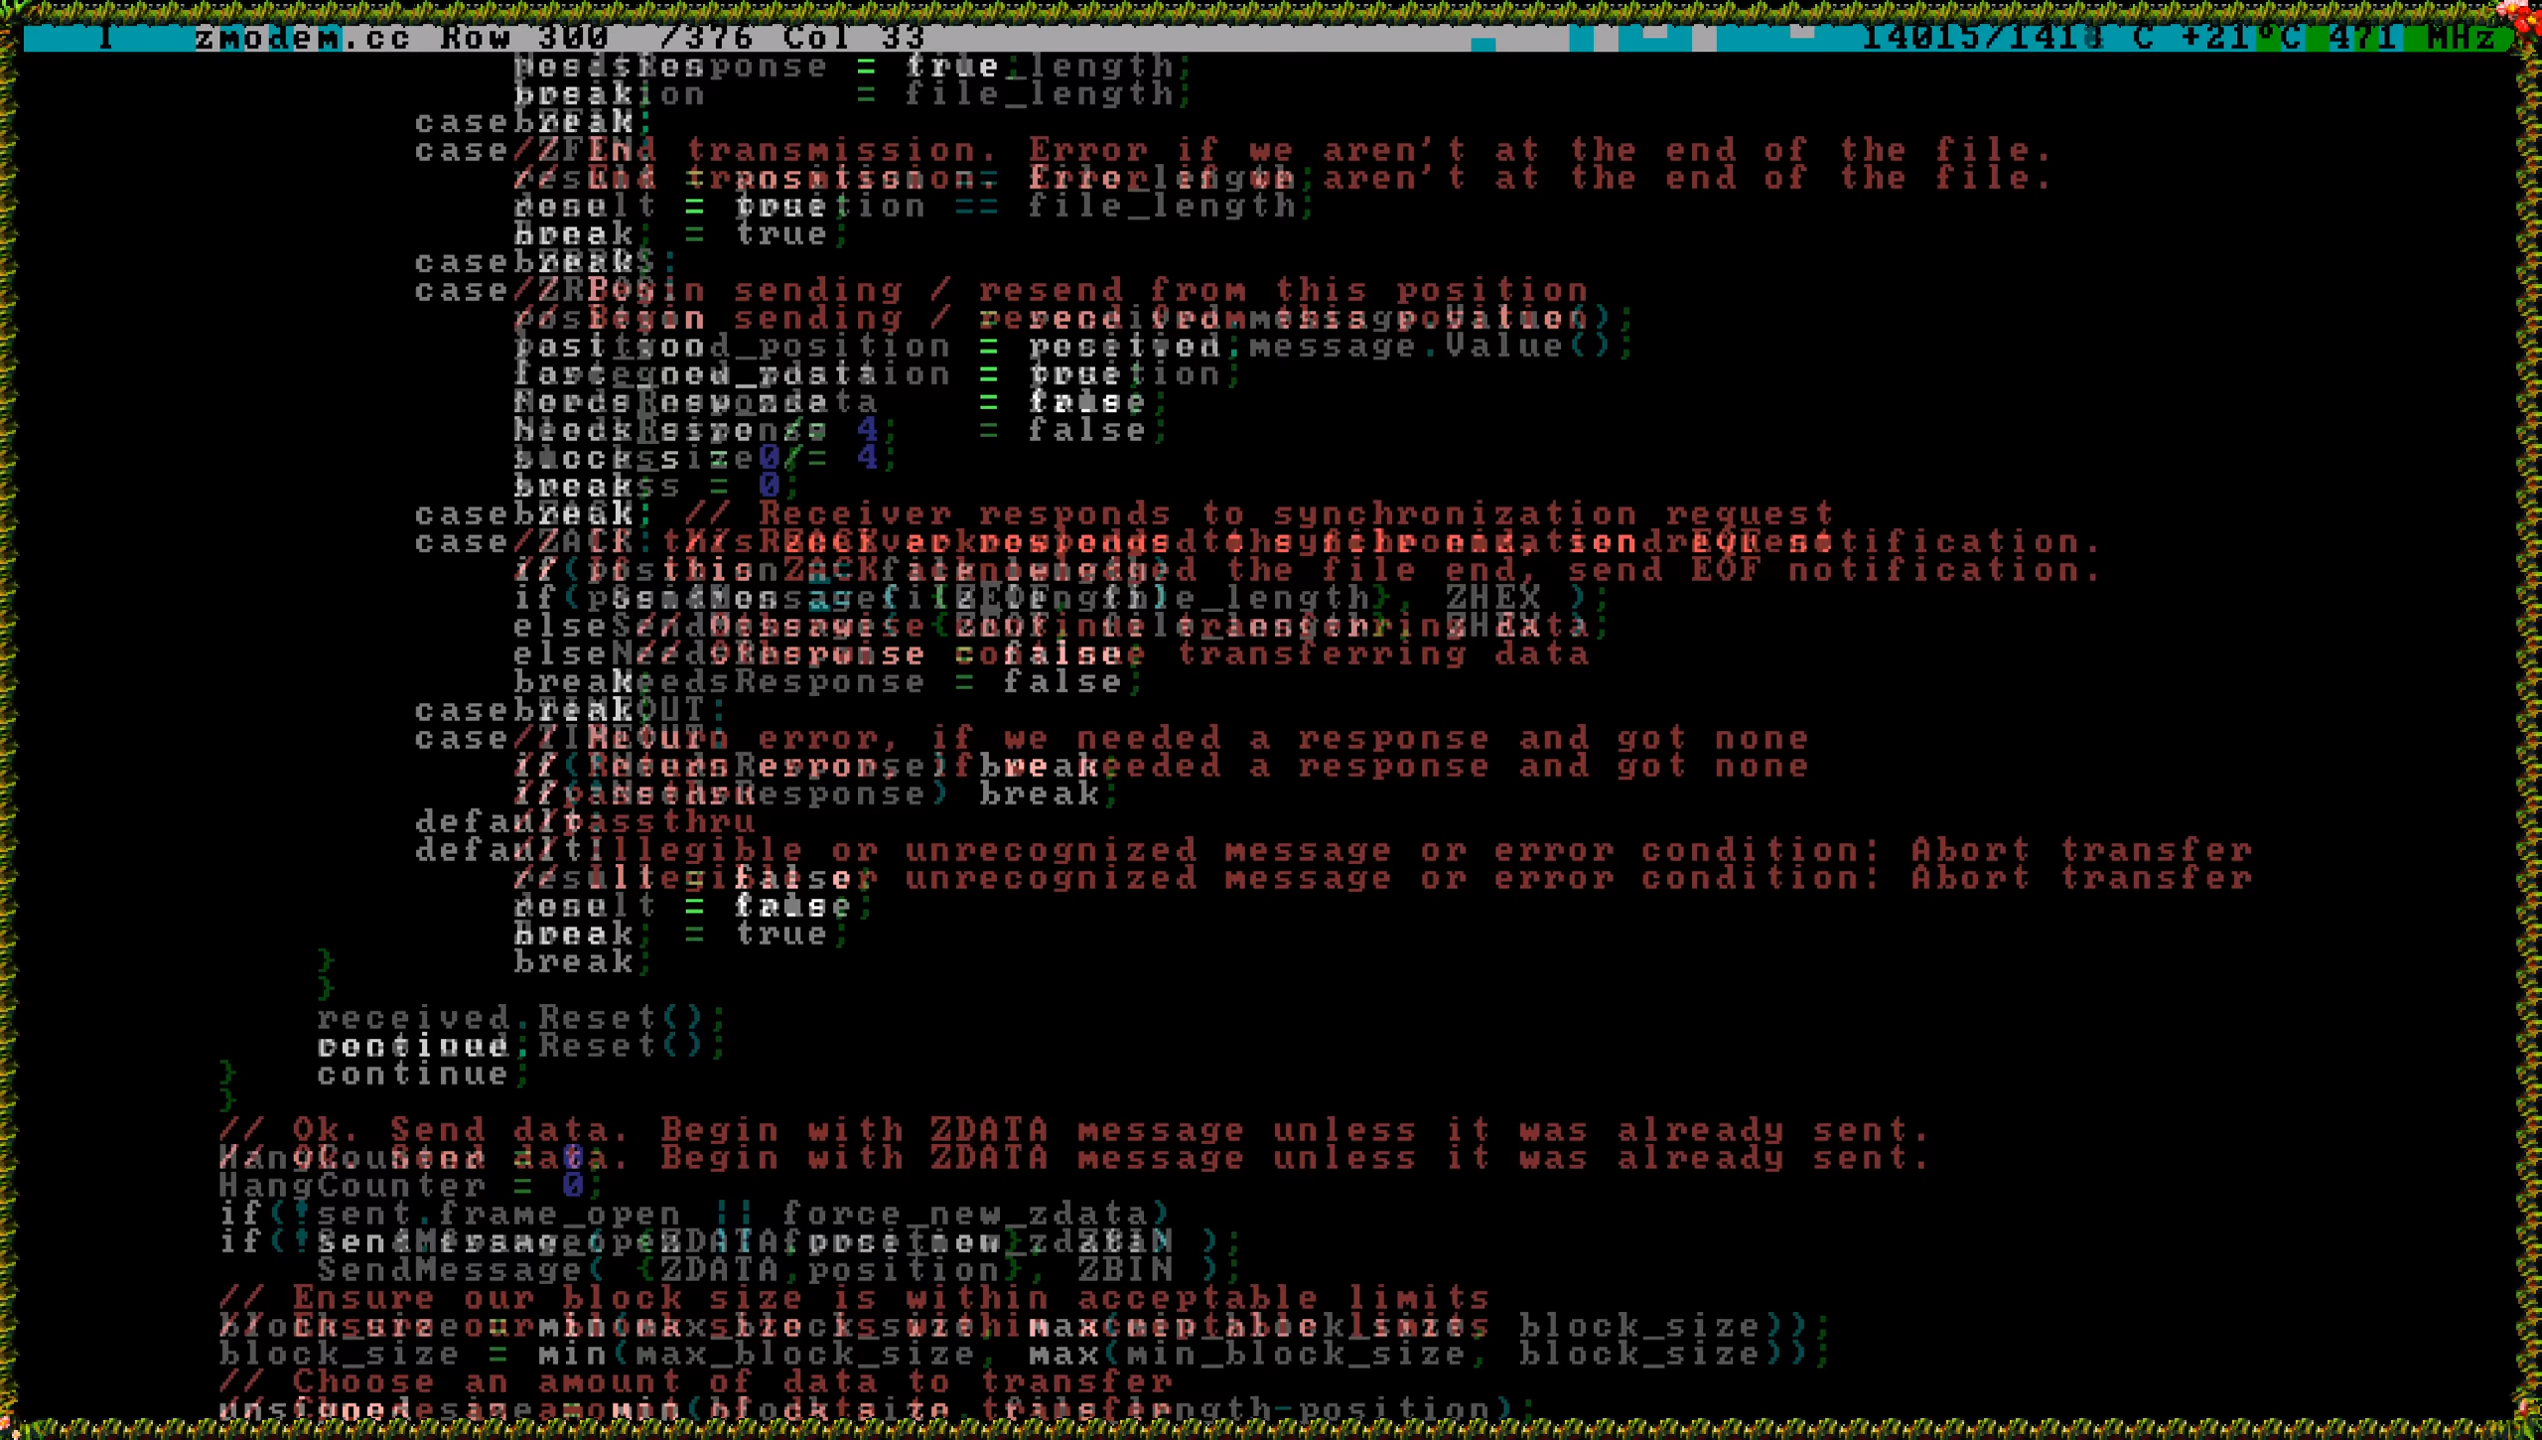 zmodem.cc Row 300 /376 Col 33 C +21°C 471 MHz
NeedsResponse = true;
break;
case ZFIN:
// End transmission. Error if we aren't at the end of the file.
result = position == file_length;
done = true;
break;
case ZRPOS:
// Begin sending / resend from this position
= received.message.Value();
= position;
force_new_zdata = true;
NeedsResponse = false;
block_size /= 4;
= 0;
break;
case ZACK: // Receiver responds to synchronization request
// If this ZACK acknowledged the file end, send EOF notification.
if(position == file_length)
SendMessage( {ZEOF, file_length}, ZHEX );
else // Otherwise continue transferring data
NeedsResponse = false;
break;
case TIMEOUT:
// Return error, if we needed a response and got none
if(!NeedsResponse) break;
//passthru
default:
// Illegible or unrecognized message or error condition: Abort transfer
result = false;
done = true;
break;
}
received.Reset();
continue;
}
// Ok. Send data. Begin with ZDATA message unless it was already sent.
HangCounter = 0;
if(!sent.frame_open || force_new_zdata)
SendMessage( {ZDATA,position}, ZBIN );
// Ensure our block size is within acceptable limits
block_size = min(max_block_size, max(min_block_size, block_size));
// Choose an amount of data to transfer